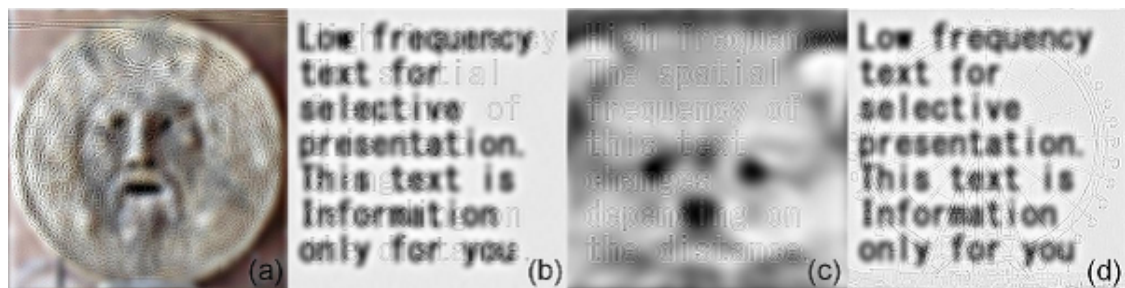 (a)
Low frequency
text for
selective
presentation.
This text is
Information
only for you
(b)
High frequency
The spatial
frequency of
this text
changes
depending on
the distance.
(c)
Low frequency
text for
selective
presentation.
This text is
Information
only for you
(d)